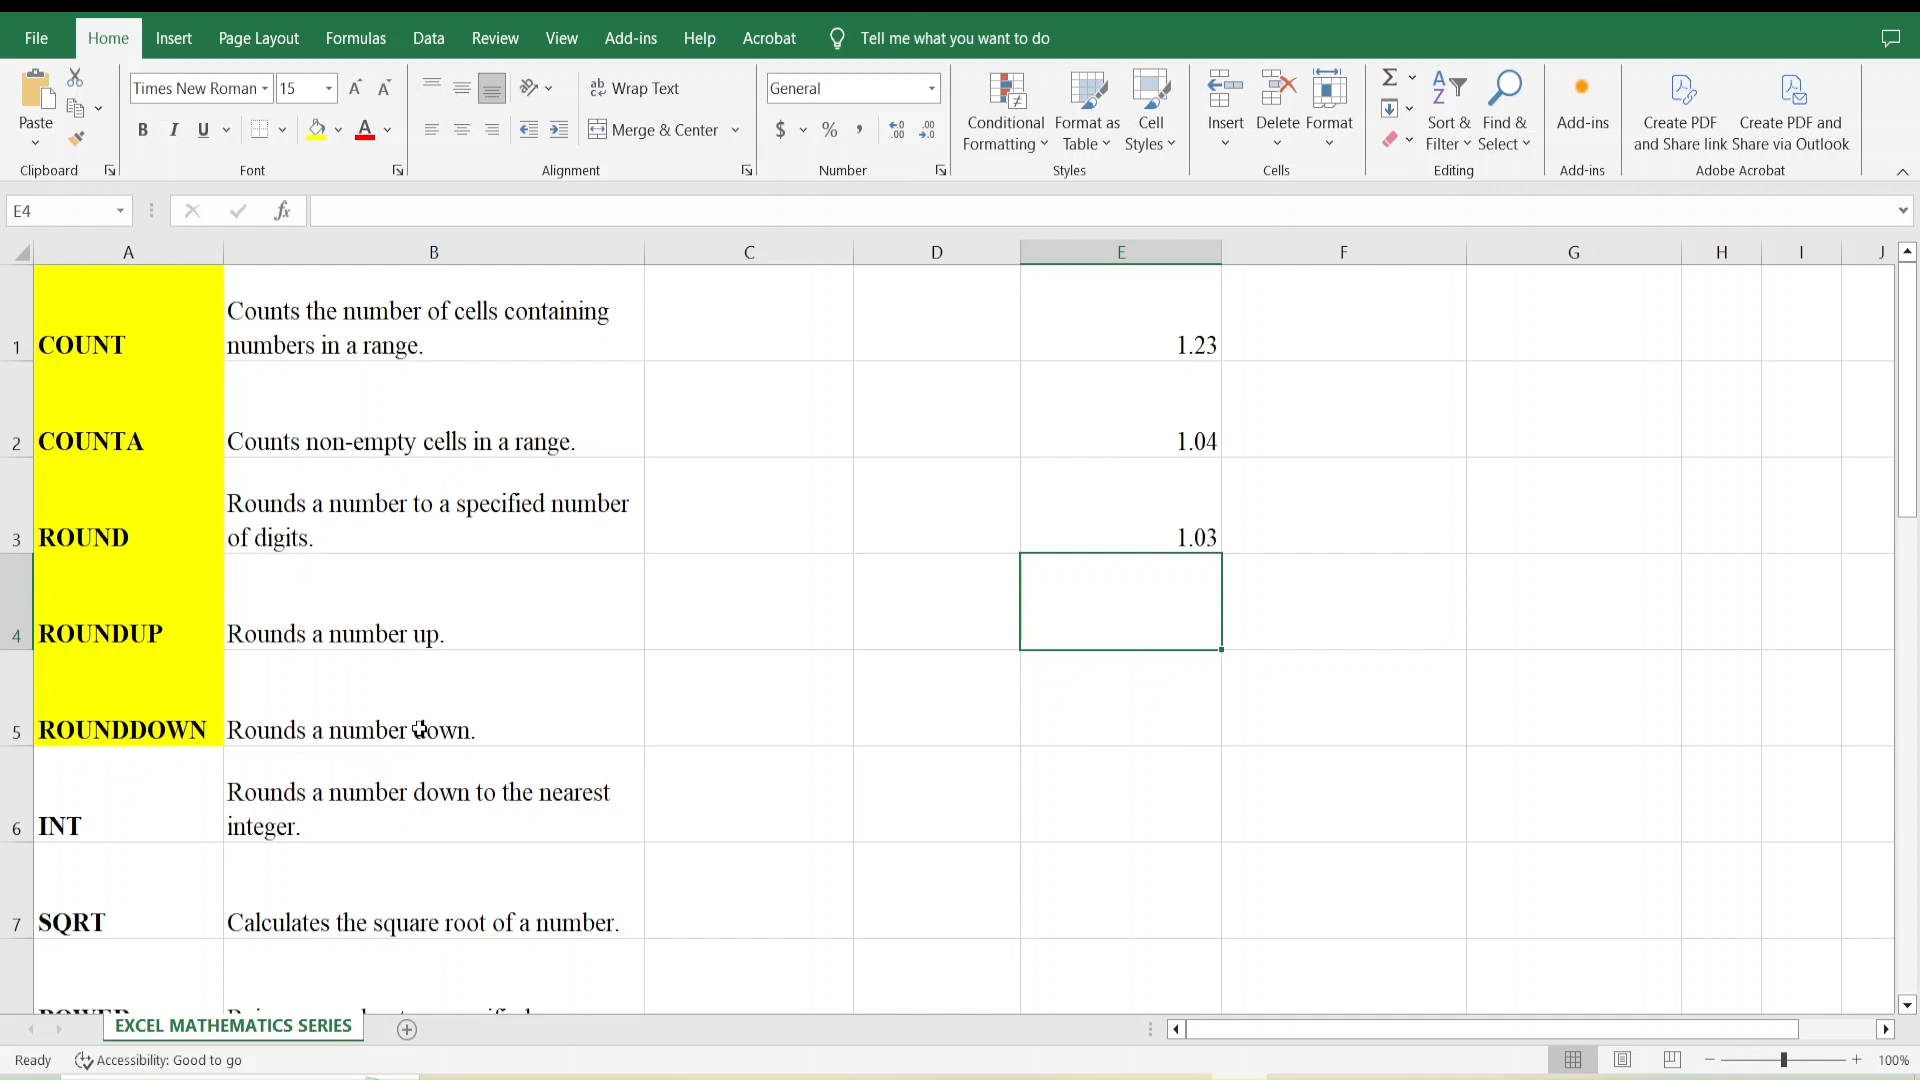 File Home Insert Page Layout Formulas Data Review View Add-ins Help Acrobat Tell me what you want to do
Paste
Clipboard
Times New Roman 15
B I U A
Font
ab Wrap Text
Merge & Center
Alignment
General
$ % ,
Number
Conditional Formatting
Format as Table
Cell Styles
Styles
Insert Delete Format
Cells
Sort & Filter
Find & Select
Editing
Add-ins
Add-ins
Create PDF and Share link
Create PDF and Share via Outlook
Adobe Acrobat
E4 fx
A B C D E F G H I J
1 COUNT Counts the number of cells containing
numbers in a range. 1.23
2 COUNTA Counts non-empty cells in a range. 1.04
3 ROUND Rounds a number to a specified number
of digits. 1.03
4 ROUNDUP Rounds a number up.
5 ROUNDDOWN Rounds a number down.
6 INT Rounds a number down to the nearest
integer.
7 SQRT Calculates the square root of a number.
EXCEL MATHEMATICS SERIES
Ready Accessibility: Good to go 100%